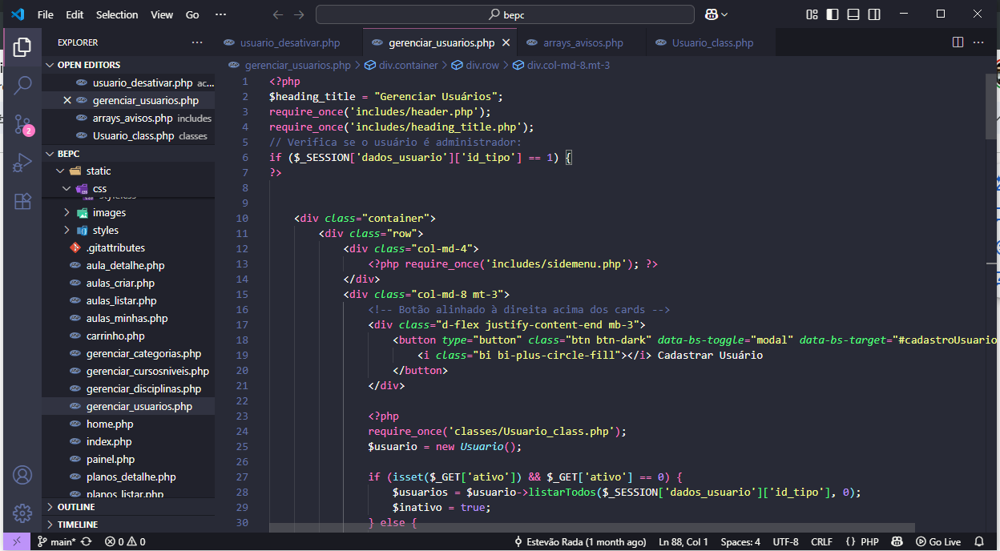 File Edit Selection View Go ··· bepc
EXPLORER ···
OPEN EDITORS
usuario_desativar.php ac...
gerenciar_usuarios.php
arrays_avisos.php includes
Usuario_class.php classes
BEPC
static
css
images
styles
.gitattributes
aula_detalhe.php
aulas_criar.php
aulas_listar.php
aulas_minhas.php
carrinho.php
gerenciar_categorias.php
gerenciar_cursosniveis.php
gerenciar_disciplinas.php
gerenciar_usuarios.php
home.php
index.php
painel.php
planos_detalhe.php
planos_listar.php
OUTLINE
TIMELINE
2
usuario_desativar.php gerenciar_usuarios.php arrays_avisos.php Usuario_class.php
gerenciar_usuarios.php > div.container > div.row > div.col-md-8.mt-3
1 <?php
2 $heading_title = "Gerenciar Usuários";
3 require_once('includes/header.php');
4 require_once('includes/heading_title.php');
5 // Verifica se o usuário é administrador:
6 if ($_SESSION['dados_usuario']['id_tipo'] == 1) {
7 ?>
8
9
10 <div class="container">
11 <div class="row">
12 <div class="col-md-4">
13 <?php require_once('includes/sidemenu.php'); ?>
14 </div>
15 <div class="col-md-8 mt-3">
16 <!-- Botão alinhado à direita acima dos cards -->
17 <div class="d-flex justify-content-end mb-3">
18 <button type="button" class="btn btn-dark" data-bs-toggle="modal" data-bs-target="#cadastroUsuario
19 <i class="bi bi-plus-circle-fill"></i> Cadastrar Usuário
20 </button>
21 </div>
22
23 <?php
24 require_once('classes/Usuario_class.php');
25 $usuario = new Usuario();
26
27 if (isset($_GET['ativo']) && $_GET['ativo'] == 0) {
28 $usuarios = $usuario->listarTodos($_SESSION['dados_usuario']['id_tipo'], 0);
29 $inativo = true;
30 } else {
main* 0 0 Estevão Rada (1 month ago) Ln 88, Col 1 Spaces: 4 UTF-8 CRLF {} PHP Go Live